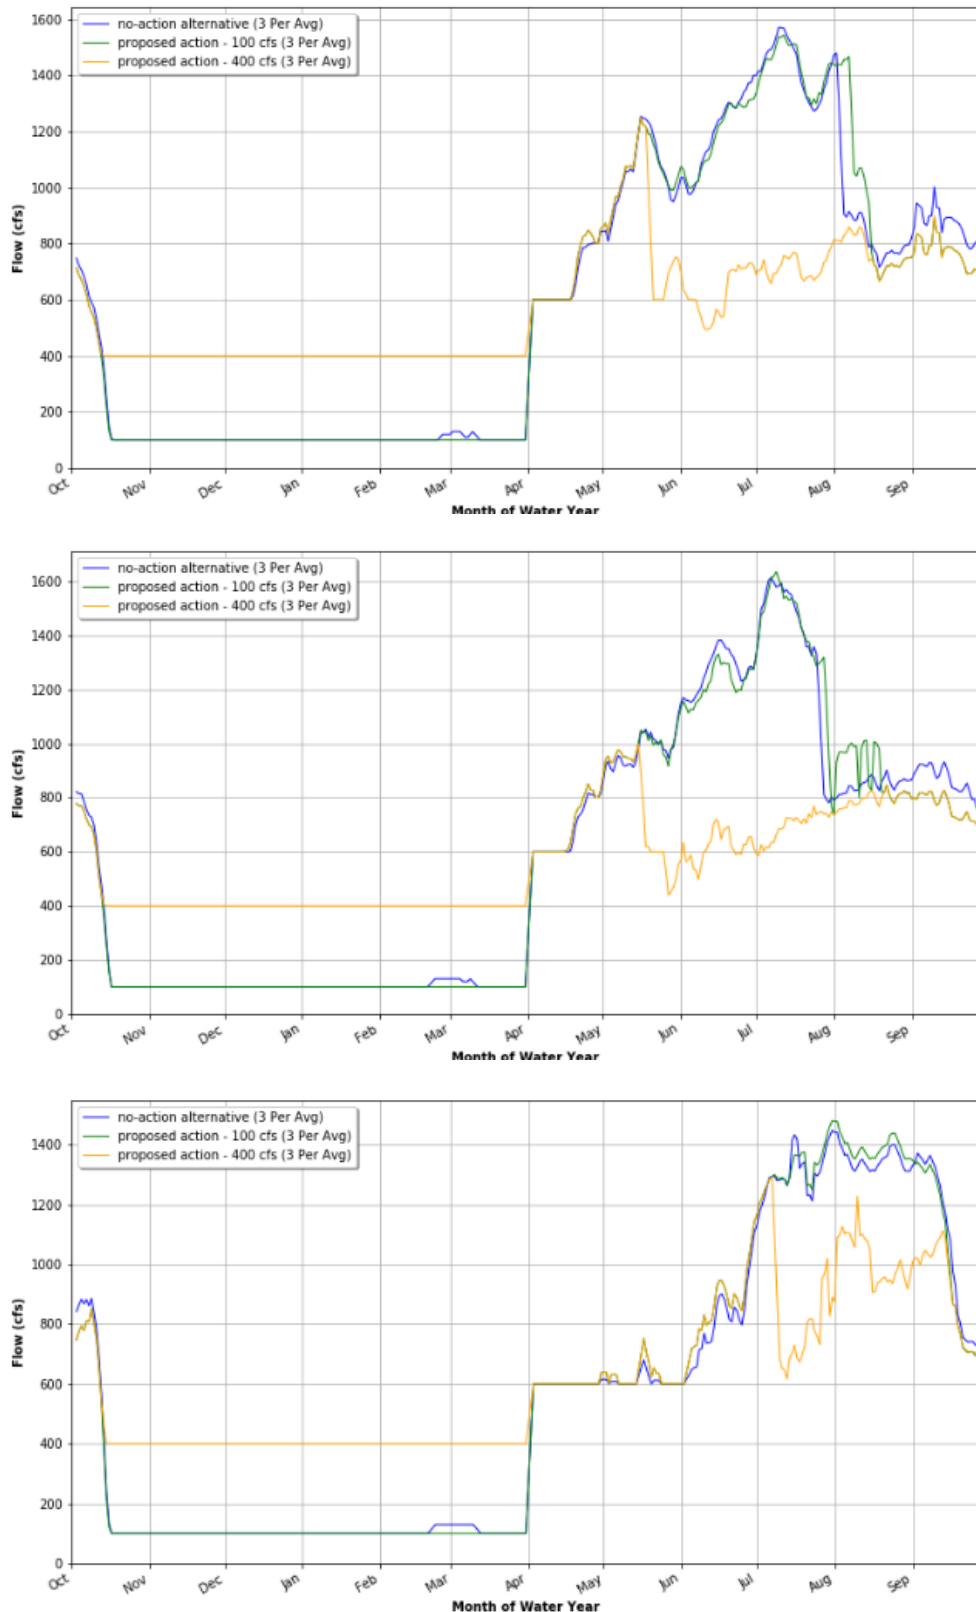 1600
1400
1200
1000
800
600
400
200
0
Flow (cfs)
no-action alternative (3 Per Avg)
proposed action - 100 cfs (3 Per Avg)
proposed action - 400 cfs (3 Per Avg)
Oct
Nov
Dec
Jan
Feb
Mar
Apr
May
Jun
Jul
Aug
Sep
Month of Water Year
1600
1400
1200
1000
800
600
400
200
0
Flow (cfs)
no-action alternative (3 Per Avg)
proposed action - 100 cfs (3 Per Avg)
proposed action - 400 cfs (3 Per Avg)
Oct
Nov
Dec
Jan
Feb
Mar
Apr
May
Jun
Jul
Aug
Sep
Month of Water Year
1400
1200
1000
800
600
400
200
0
Flow (cfs)
no-action alternative (3 Per Avg)
proposed action - 100 cfs (3 Per Avg)
proposed action - 400 cfs (3 Per Avg)
Oct
Nov
Dec
Jan
Feb
Mar
Apr
May
Jun
Jul
Aug
Sep
Month of Water Year